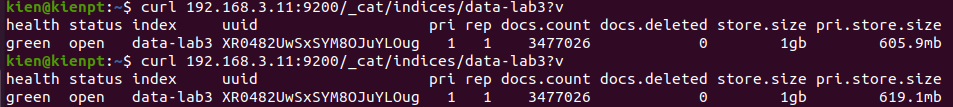 kien@kienpt:~$ curl 192.168.3.11:9200/_cat/indices/data-lab3?v
health status index uuid pri rep docs.count docs.deleted store.size pri.store.size
green open data-lab3 XR0482UwSxSYM8OJuYLOug 1 1 3477026 0 1gb 605.9mb
kien@kienpt:~$ curl 192.168.3.11:9200/_cat/indices/data-lab3?v
health status index uuid pri rep docs.count docs.deleted store.size pri.store.size
green open data-lab3 XR0482UwSxSYM8OJuYLOug 1 1 3477026 0 1gb 619.1mb